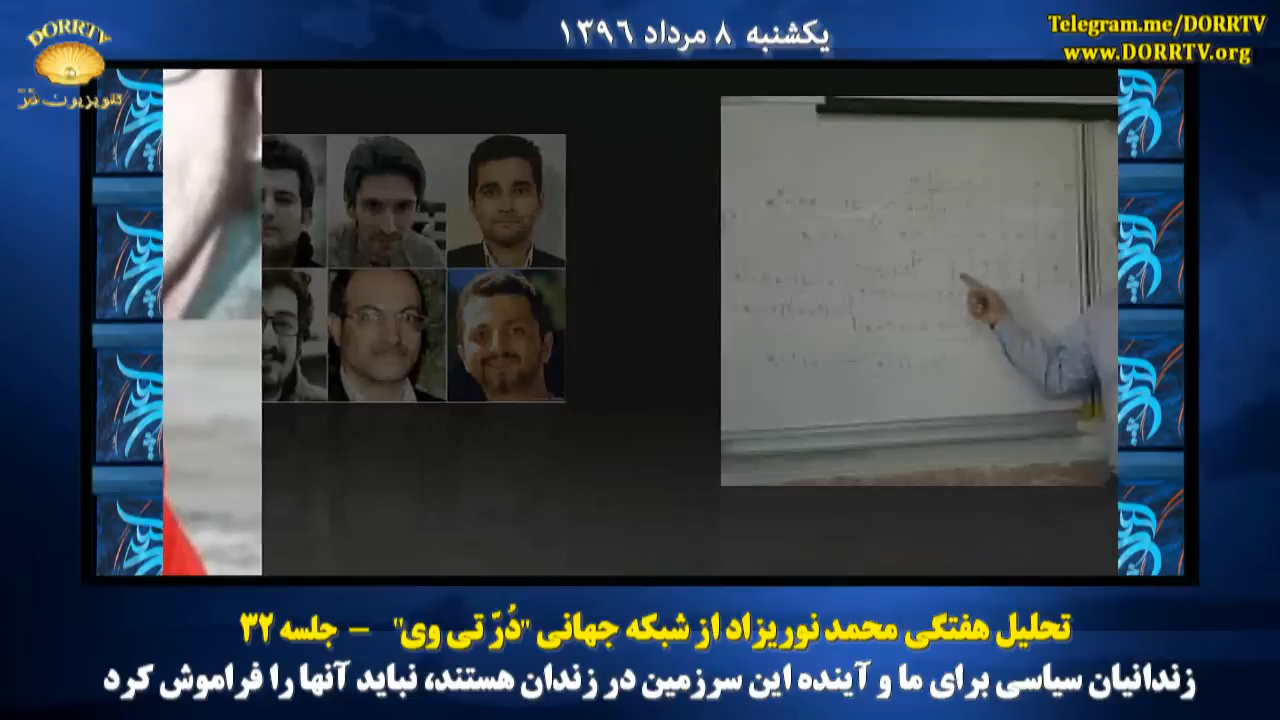 DORRTV
تلویزیون دُرّ
یکشنبه ۸ مرداد ۱۳۹۶
Telegram.me/DORRTV
www.DORRTV.org
تحلیل هفتگی محمد نوریزاد از شبکه جهانی "دُرّ تی وی" - جلسه ۳۲
زندانیان سیاسی برای ما و آینده این سرزمین در زندان هستند، نباید آنها را فراموش کرد